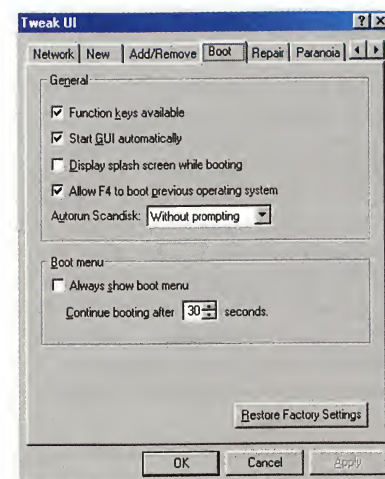 Tweak UI
Network New Add/Remove Boot Repair Paranoia
General
Function keys available
Start GUI automatically
Display splash screen while booting
Allow F4 to boot previous operating system
Autorun Scandisk: Without prompting
Boot menu
Always show boot menu
Continue booting after 30 seconds.
Restore Factory Settings
OK Cancel Apply